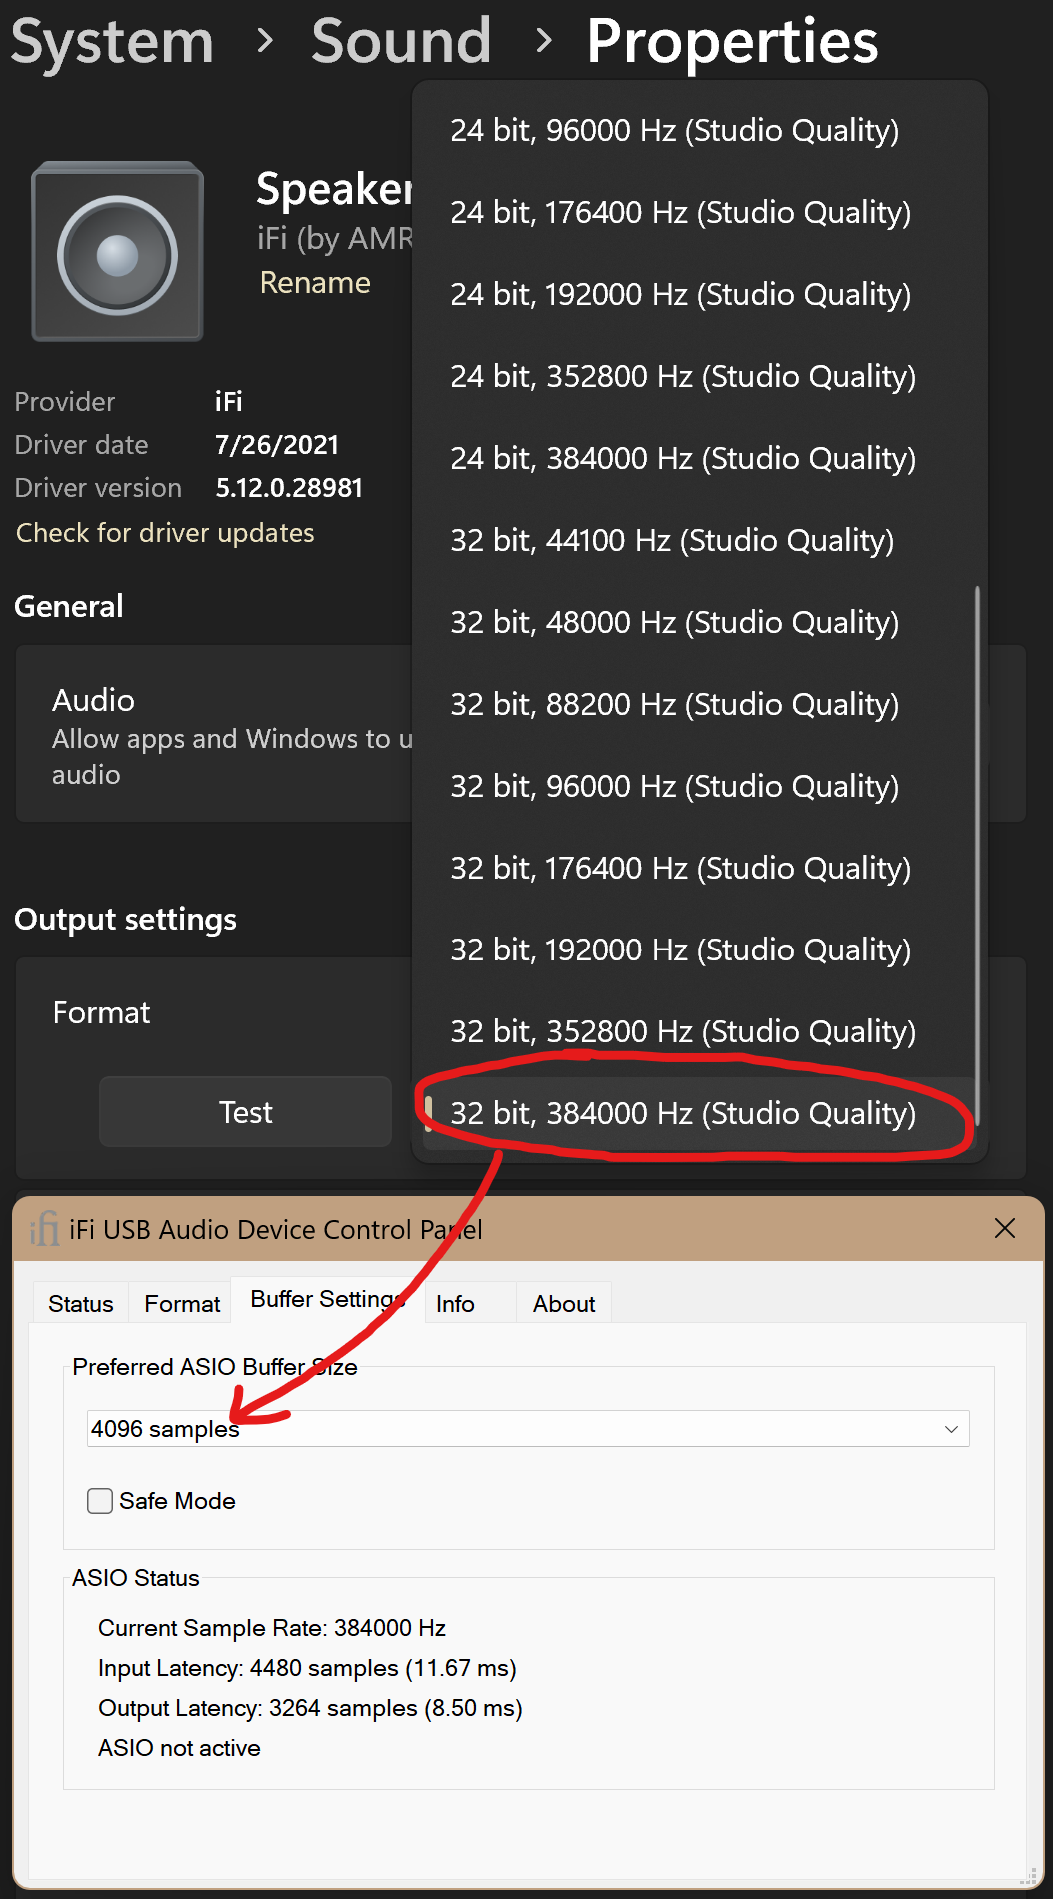 System > Sound > Properties
24 bit, 96000 Hz (Studio Quality)
24 bit, 176400 Hz (Studio Quality)
24 bit, 192000 Hz (Studio Quality)
24 bit, 352800 Hz (Studio Quality)
24 bit, 384000 Hz (Studio Quality)
32 bit, 44100 Hz (Studio Quality)
32 bit, 48000 Hz (Studio Quality)
32 bit, 88200 Hz (Studio Quality)
32 bit, 96000 Hz (Studio Quality)
32 bit, 176400 Hz (Studio Quality)
32 bit, 192000 Hz (Studio Quality)
32 bit, 352800 Hz (Studio Quality)
32 bit, 384000 Hz (Studio Quality)
Speaker
iFi (by AMR
Rename
Provider iFi
Driver date 7/26/2021
Driver version 5.12.0.28981
Check for driver updates
General
Audio
Allow apps and Windows to u
audio
Output settings
Format
Test
ifi iFi USB Audio Device Control Panel
Status Format Buffer Settings Info About
Preferred ASIO Buffer Size
4096 samples
Safe Mode
ASIO Status
Current Sample Rate: 384000 Hz
Input Latency: 4480 samples (11.67 ms)
Output Latency: 3264 samples (8.50 ms)
ASIO not active